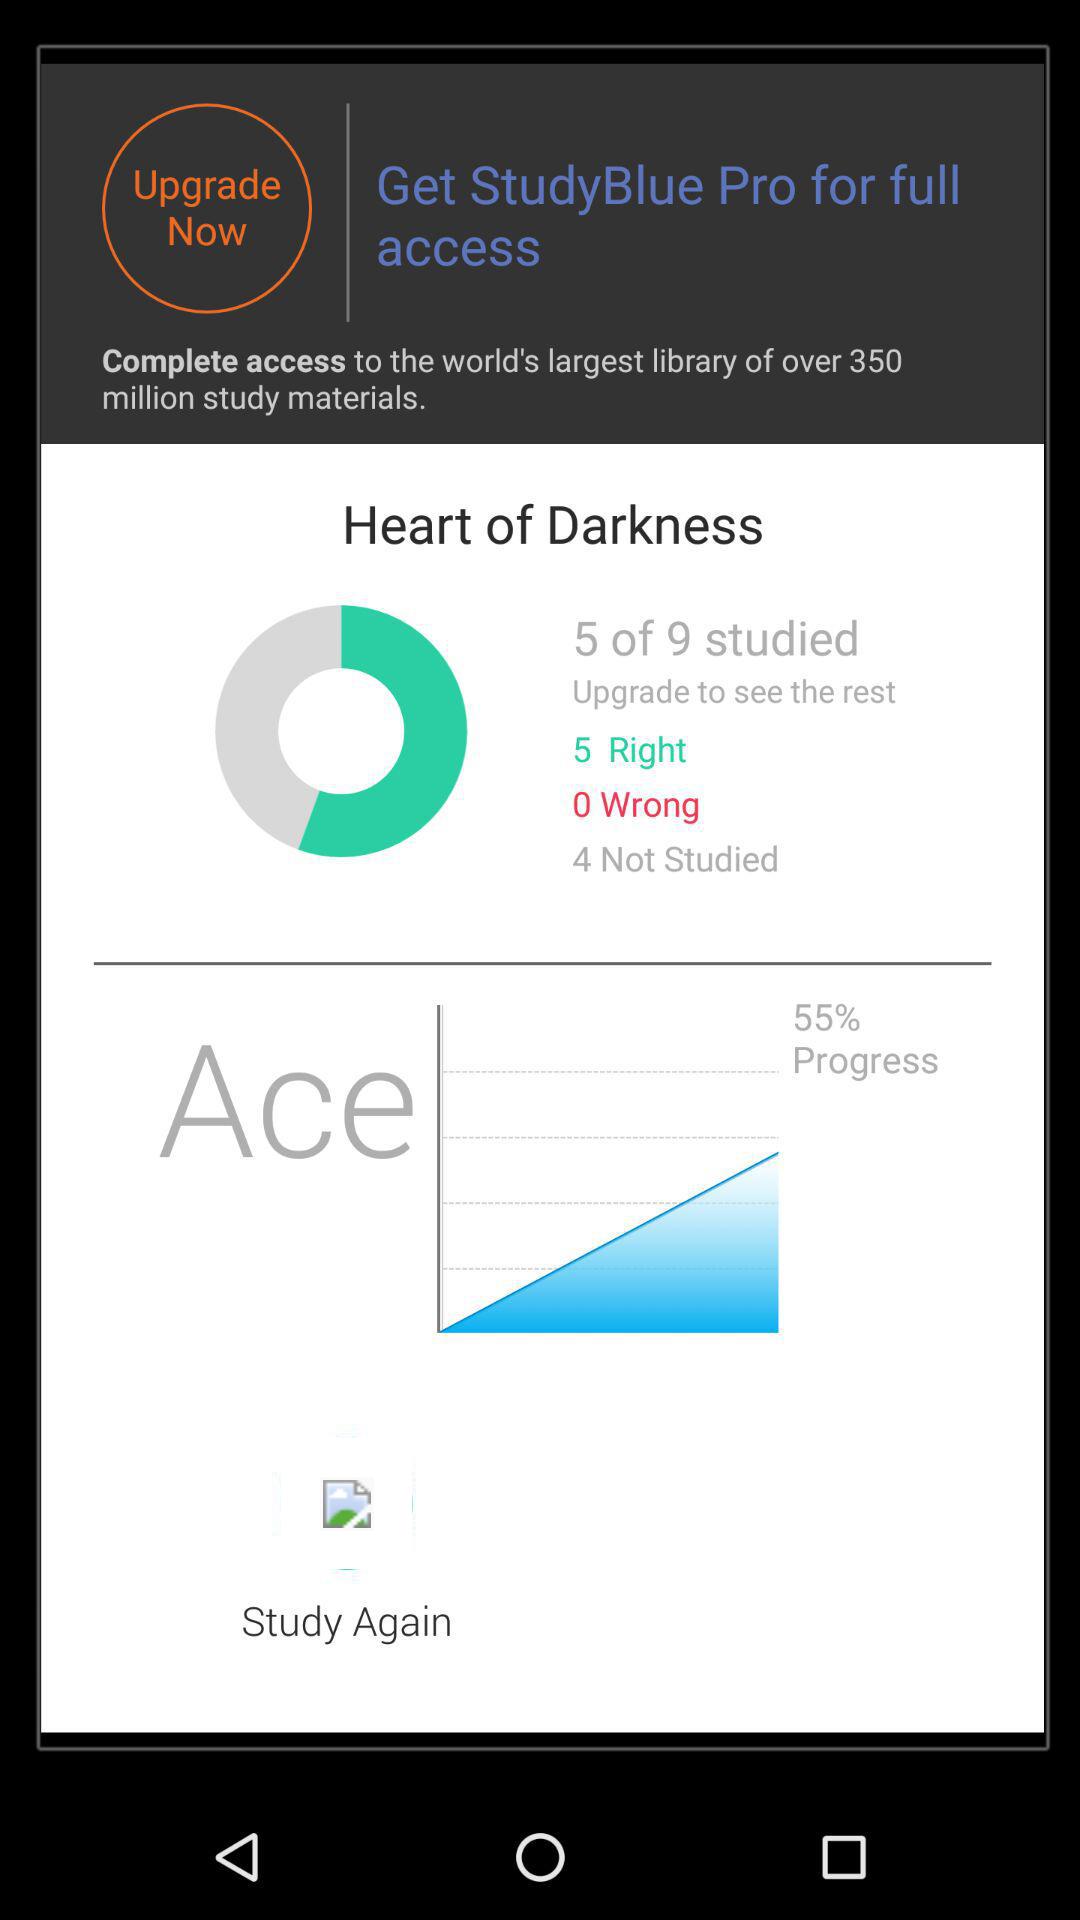 Upgrade
Now
Get StudyBlue Pro for full
access
Complete access to the world's largest library of over 350
million study materials.
Heart of Darkness
5 of 9 studied
Upgrade to see the rest
5 Right
0 Wrong
4 Not Studied
Ace
55%
Progress
Study Again